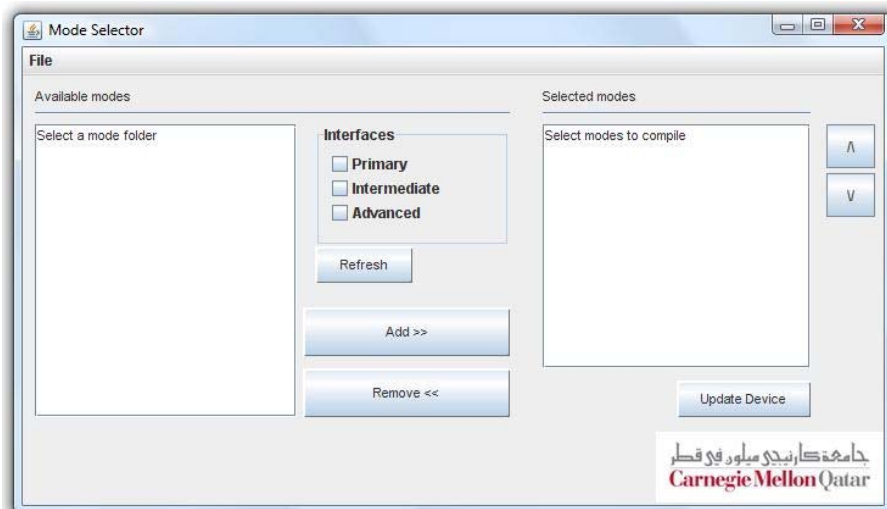 Mode Selector
File
Available modes
Select a mode folder
Interfaces
Primary
Intermediate
Advanced
Refresh
Add >>
Remove <<
Selected modes
Select modes to compile
Λ
V
Update Device
جامعة كارنيجي ميلور في قطر
Carnegie Mellon Qatar